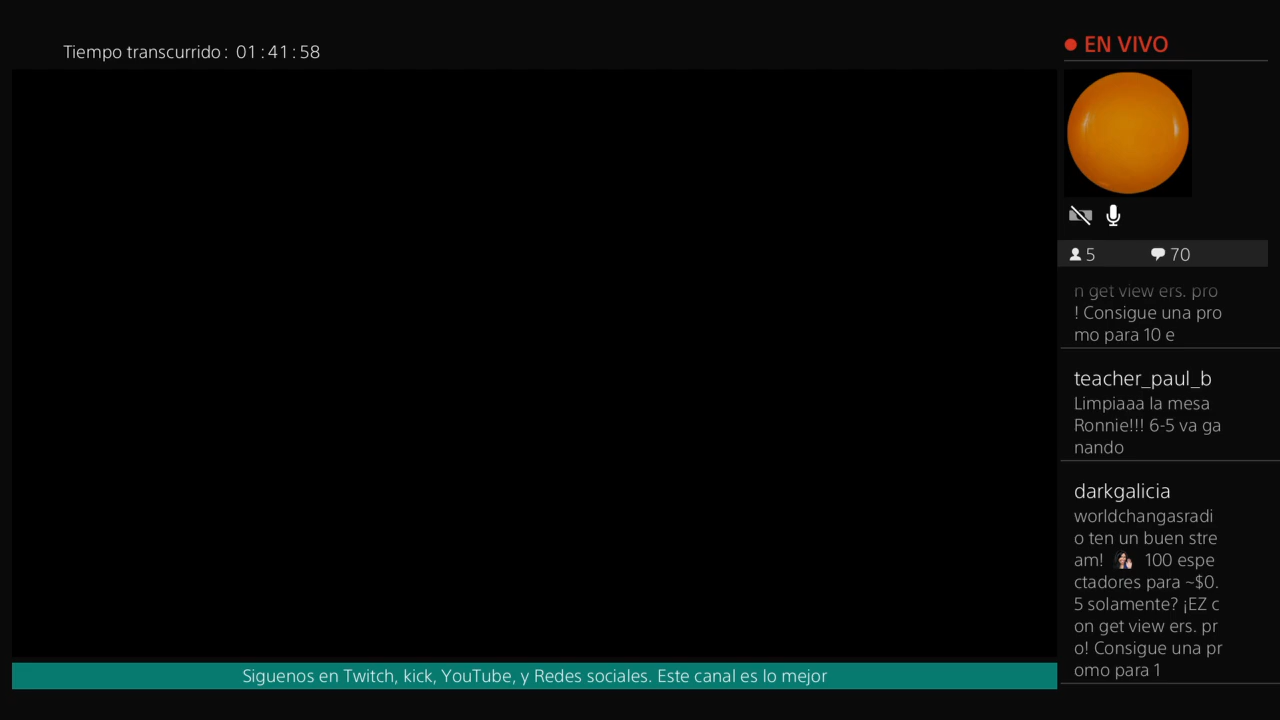 Tiempo transcurrido: 01:41:58
EN VIVO
5
70
n get view ers. pro
! Consigue una pro
mo para 10 e
teacher_paul_b
Limpiaaa la mesa
Ronnie!!! 6-5 va ga
nando
darkgalicia
worldchangasradi
o ten un buen stre
am! 100 espe
ctadores para ~$0.
5 solamente? ¡EZ c
on get view ers. pr
o! Consigue una pr
omo para 1
Siguenos en Twitch, kick, YouTube, y Redes sociales. Este canal es lo mejor